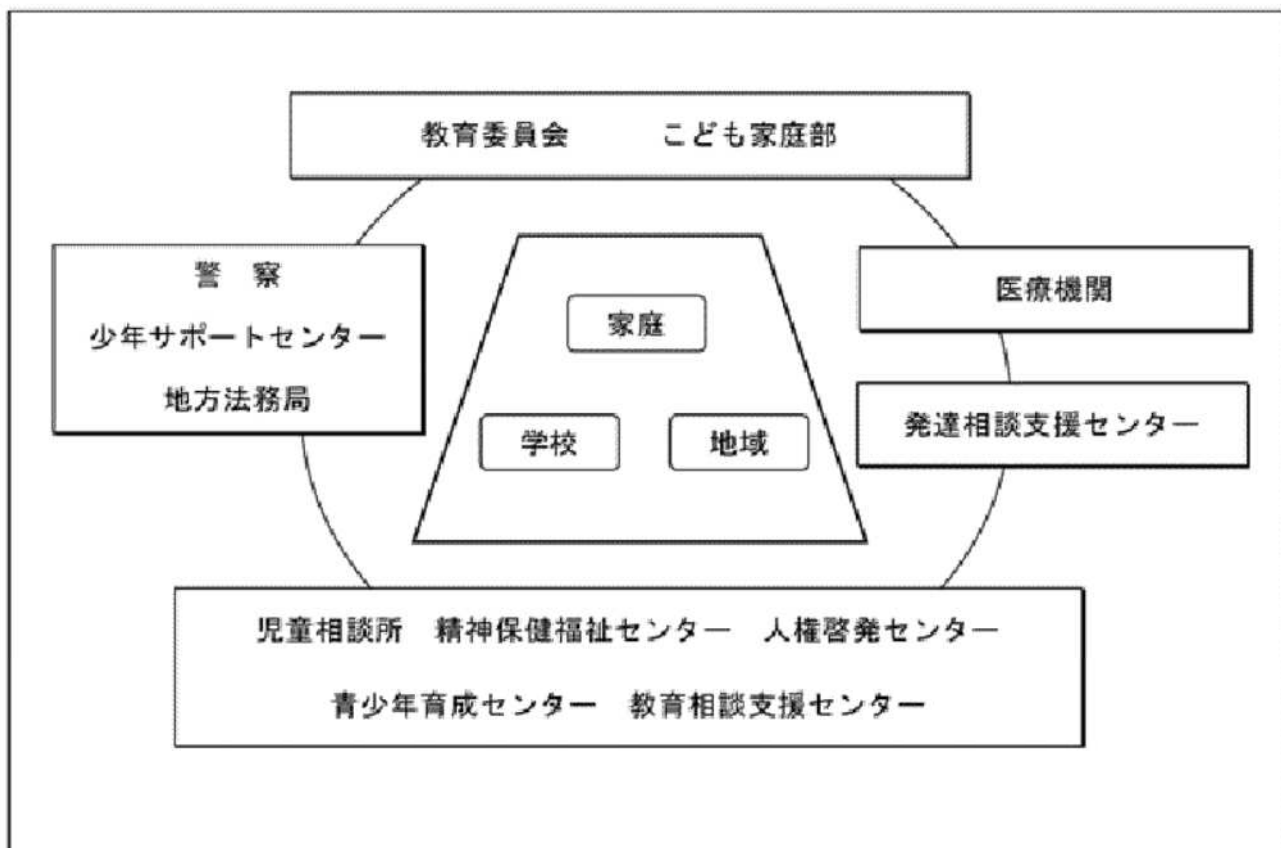 教育委員会 こども家庭部
警 察
少年サポートセンター
地方法務局
家庭
学校 地域
医療機関
発達相談支援センター
児童相談所 精神保健福祉センター 人権啓発センター
青少年育成センター 教育相談支援センター